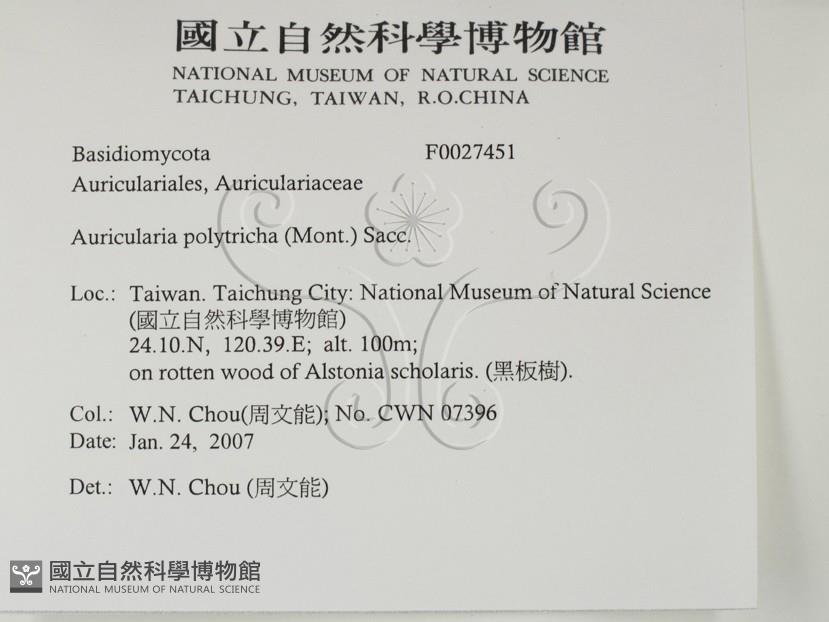 國立自然科學博物館
NATIONAL MUSEUM OF NATURAL SCIENCE
TAICHUNG, TAIWAN, R.O.CHINA
Basidiomycota F0027451
Auriculariales, Auriculariaceae
Auricularia polytricha (Mont.) Sacc.
Loc.: Taiwan. Taichung City: National Museum of Natural Science
(國立自然科學博物館)
24.10.N, 120.39.E; alt. 100m;
on rotten wood of Alstonia scholaris. (黑板樹).
Col.: W.N. Chou(周文能); No. CWN 07396
Date: Jan. 24, 2007
Det.: W.N. Chou (周文能)
國立自然科學博物館
NATIONAL MUSEUM OF NATURAL SCIENCE